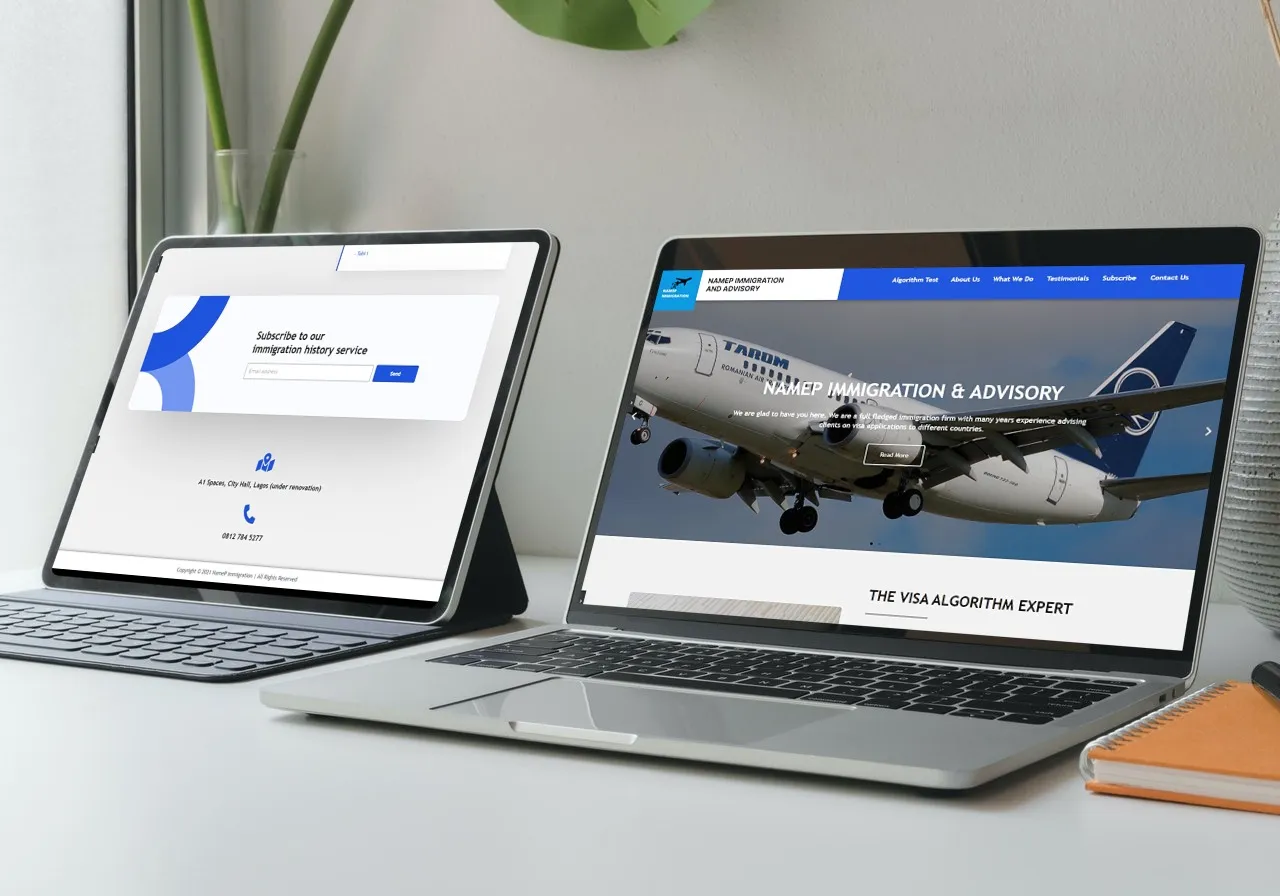 Subscribe to our
immigration history service
Email address
Send
A1 Spaces, City Hall, Lagos (under renovation)
0812 784 5277
Copyright © 2021 NameP Immigration | All Rights Reserved
NAMEP
IMMIGRATION
NAMEP IMMIGRATION
AND ADVISORY
Algorithm Test
About Us
What We Do
Testimonials
Subscribe
Contact Us
TAROM
ROMANIAN AIR
NAMEP IMMIGRATION & ADVISORY
We are glad to have you here. We are a full fledged immigration firm with many years experience advising
clients on visa applications to different countries.
Read More
THE VISA ALGORITHM EXPERT